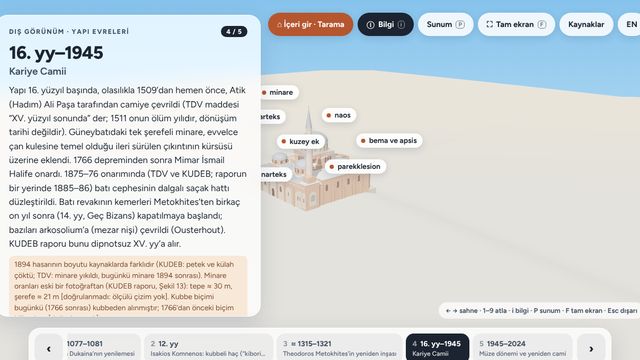 DIŞ GÖRÜNÜM · YAPI EVRELERİ
4 / 5
16. yy–1945
Kariye Camii
Yapı 16. yüzyıl başında, olasılıkla 1509'dan hemen önce, Atik
(Hadım) Ali Paşa tarafından camiye çevrildi (TDV maddesi
"XV. yüzyıl sonunda" der; 1511 onun ölüm yılıdır, dönüşüm
tarihi değildir). Güneybatıdaki tek şerefeli minare, evvelce
çan kulesine temel olduğu ileri sürülen çıkıntının kürsüsü
üzerine eklendi. 1766 depreminden sonra Mimar İsmail
Halife onardı. 1875–76 onarımında (TDV ve KUDEB; raporun
bir yerinde 1885–86) batı cephesinin dalgalı saçak hattı
düzleştirildi. Batı revakının kemerleri Metokhites'ten birkaç
on yıl sonra (14. yy, Geç Bizans) kapatılmaya başlandı;
bazıları arkosolium'a (mezar nişi) çevrildi (Ousterhout).
KUDEB raporu bunu dipnotsuz XV. yy'a alır.
1894 hasarının boyutu kaynaklarda farklıdır (KUDEB: petek ve külah
çöktü; TDV: minare yıkıldı, bugünkü minare 1894 sonrası). Minare
oranları eski bir fotoğraftan (KUDEB raporu, Şekil 13): tepe ≈ 30 m,
şerefe ≈ 21 m [doğrulanmadı: ölçülü çizim yok]. Kubbe biçimi
bugünkü (1766 sonrası) kubbeden alınmıştır; 1766'dan önceki biçim
⌂ İçeri gir · Tarama
ⓘ Bilgi i
Sunum P
⛶ Tam ekran F
Kaynaklar
EN
minare
arteks
naos
kuzey ek
bema ve apsis
parekklesion
narteks
← → sahne · 1–9 atla · i bilgi · P sunum · F tam ekran · Esc dışarı
‹
1077–1081
Dukaina'nın yenilemesi
2 12. yy
Isakios Komnenos: kubbeli haç ("kibori…
3 ≈ 1315–1321
Theodoros Metokhites'in yeniden inşası
4 16. yy–1945
Kariye Camii
5 1945–2024
Müze dönemi ve yeniden cami
›